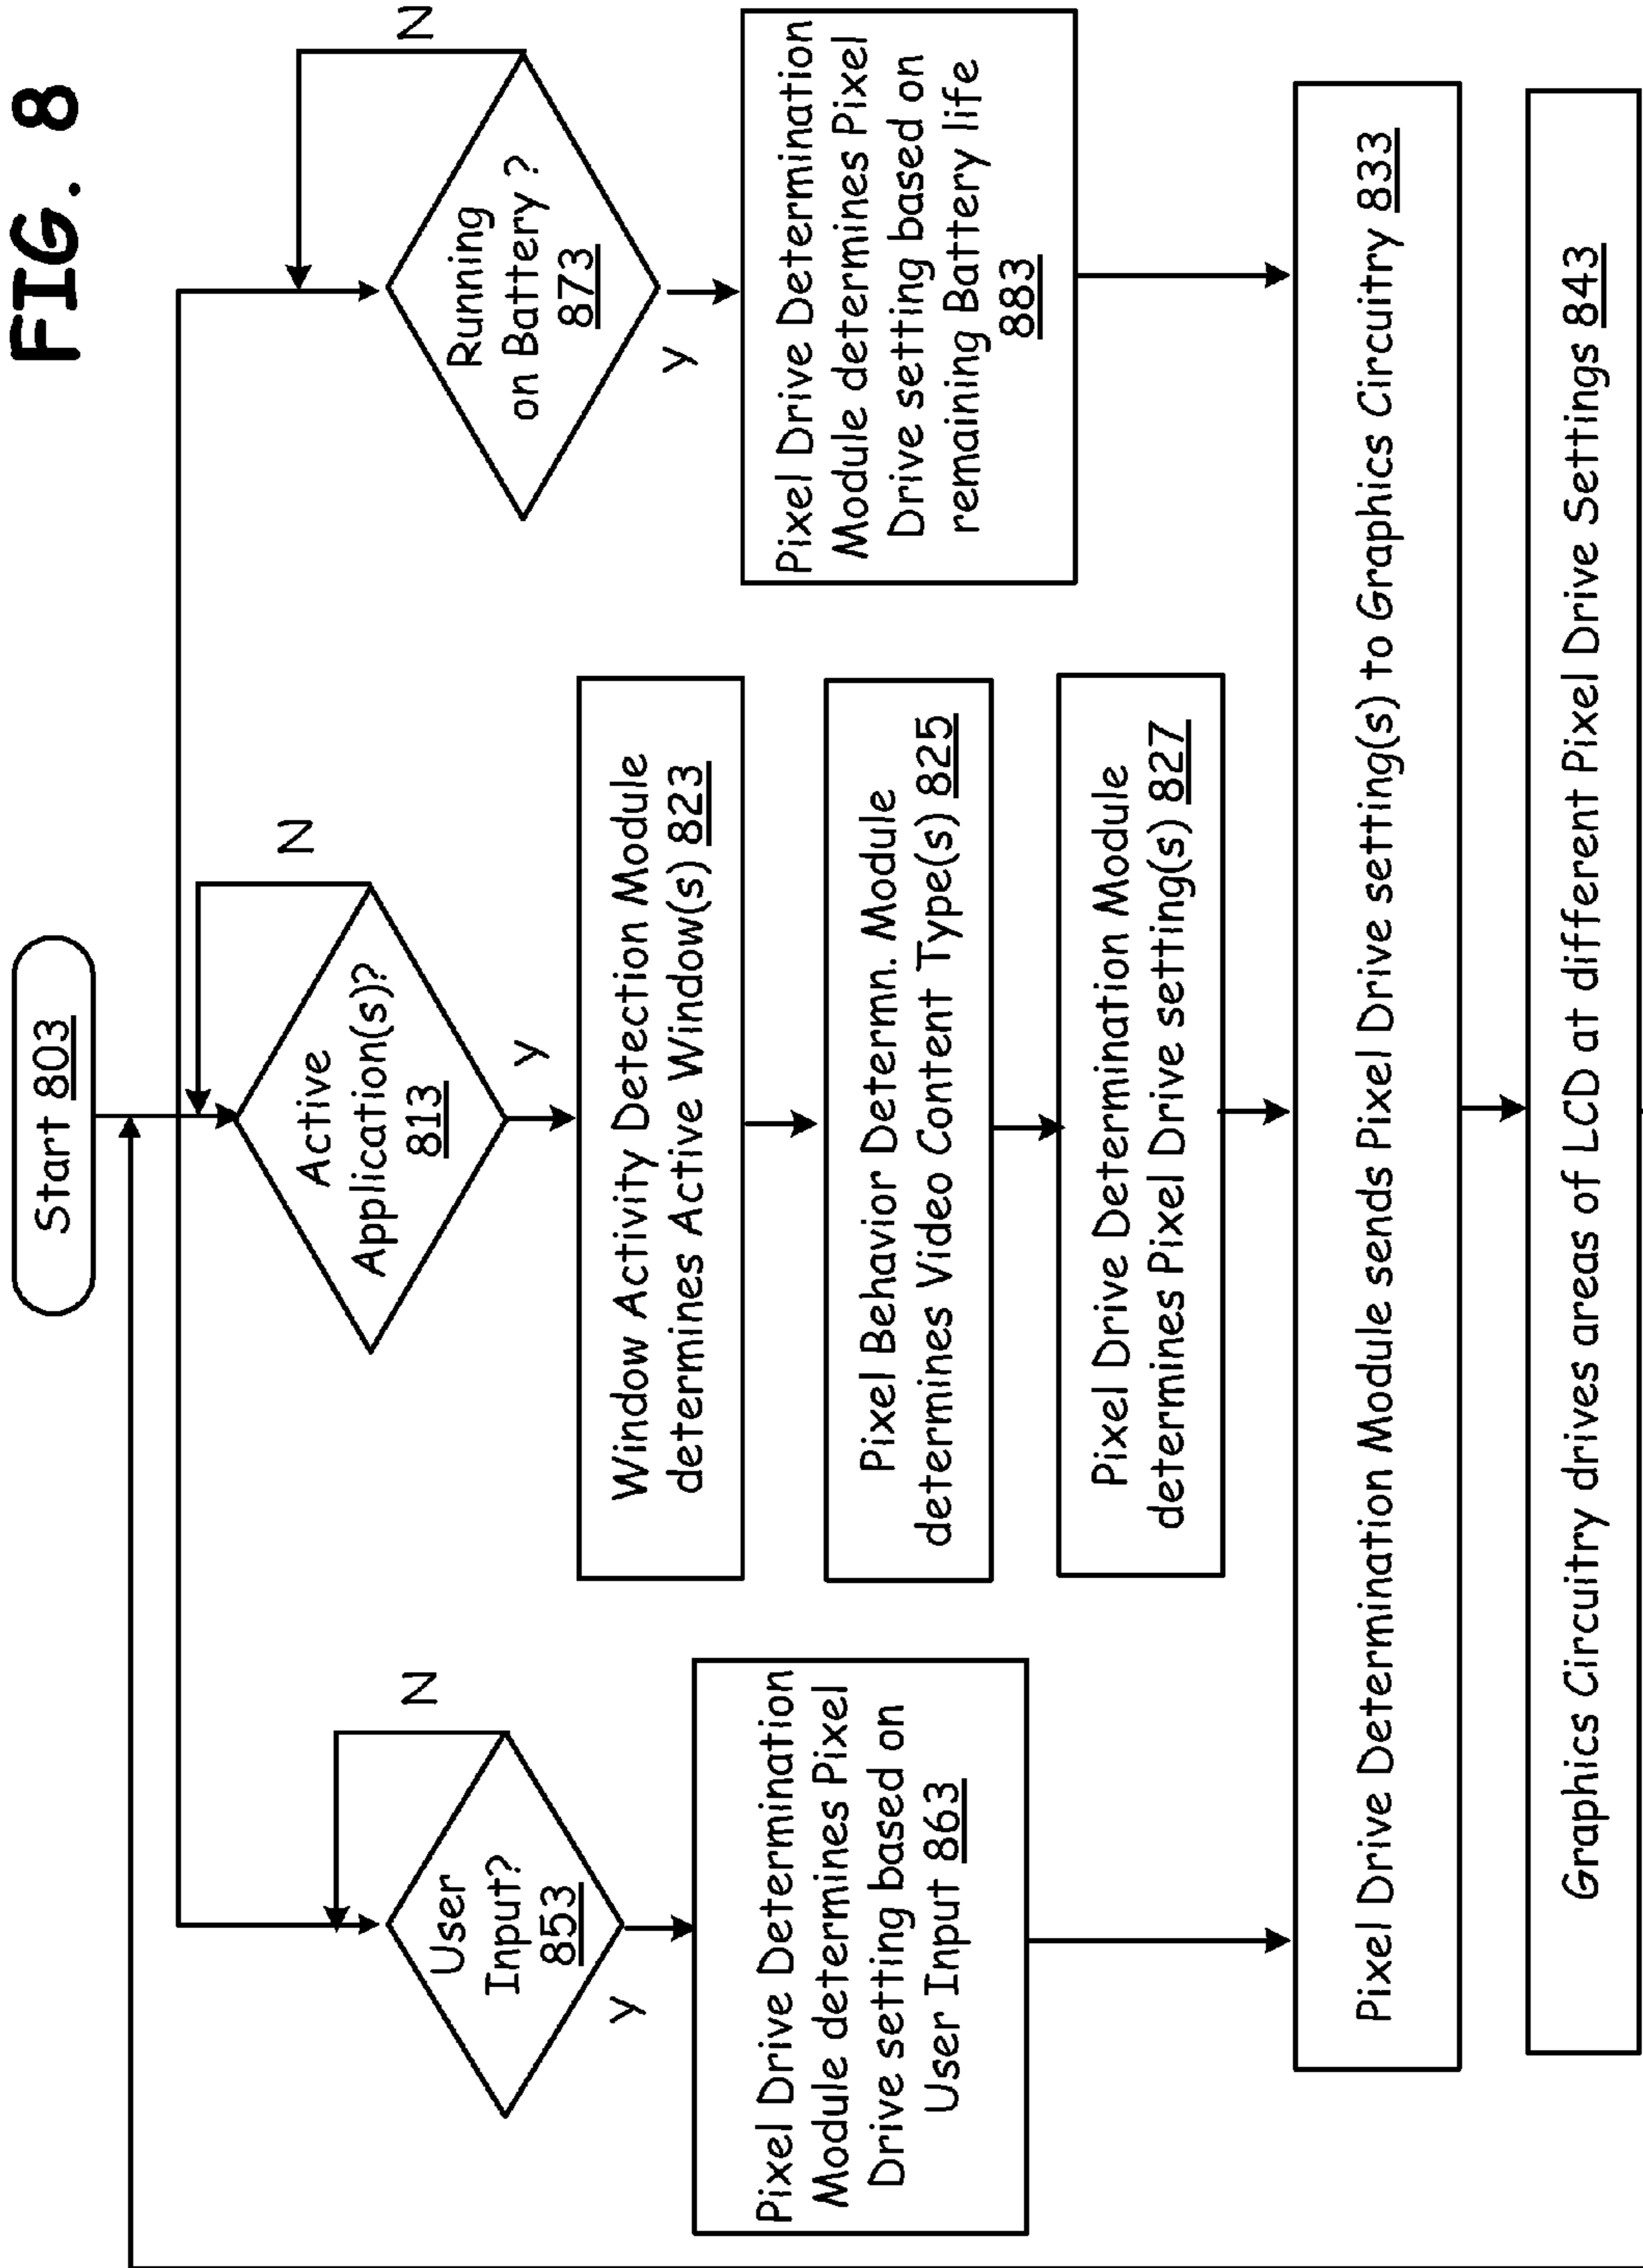 FIG. 8
Start 803
User
Input?
853
N
Y
Pixel Drive Determination
Module determines Pixel
Drive setting based on
User Input 863
Active
Application(s)?
813
N
Y
Window Activity Detection Module
determines Active Window(s) 823
Pixel Behavior Determn. Module
determines Video Content Type(s) 825
Pixel Drive Determination Module
determines Pixel Drive setting(s) 827
Running
on Battery ?
873
N
Y
Pixel Drive Determination
Module determines Pixel
Drive setting based on
remaining Battery life
883
Pixel Drive Determination Module sends Pixel Drive setting(s) to Graphics Circuitry 833
Graphics Circuitry drives areas of LCD at different Pixel Drive Settings 843